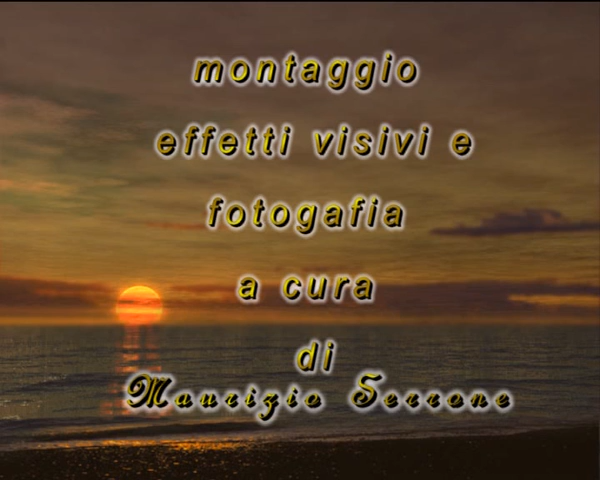 montaggio
effetti visivi e
fotogafia
a cura
di
Maurizio Serrone